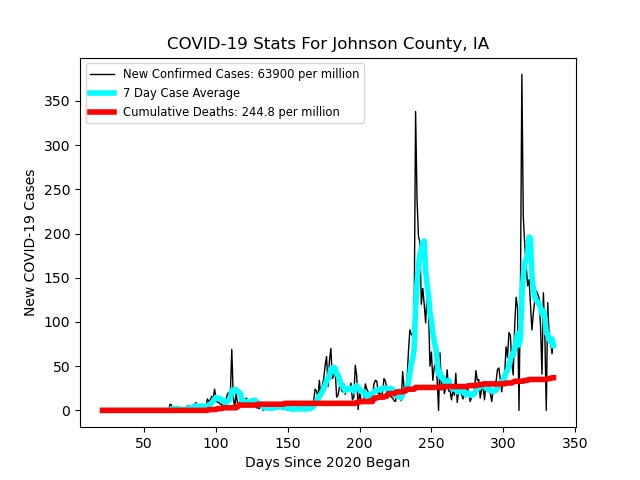 COVID-19 Stats For Johnson County, IA
New Confirmed Cases: 63900 per million
7 Day Case Average
Cumulative Deaths: 244.8 per million
New COVID-19 Cases
350
300
250
200
150
100
50
0
50 100 150 200 250 300 350
Days Since 2020 Began